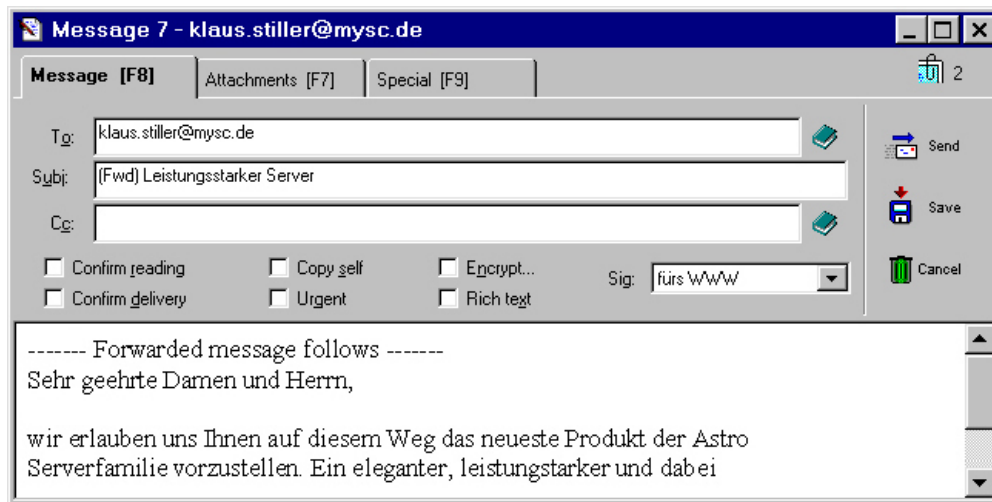 Message 7 - klaus.stiller@mysc.de
Message [F8] Attachments [F7] Special [F9] 2
To: klaus.stiller@mysc.de
Send
Subj: (Fwd) Leistungsstarker Server
Save
Cc:
Confirm reading Copy self Encrypt... Sig: fürs WWW Cancel
Confirm delivery Urgent Rich text
------- Forwarded message follows -------
Sehr geehrte Damen und Herrn,
wir erlauben uns Ihnen auf diesem Weg das neueste Produkt der Astro
Serverfamilie vorzustellen. Ein eleganter, leistungstarker und dabei